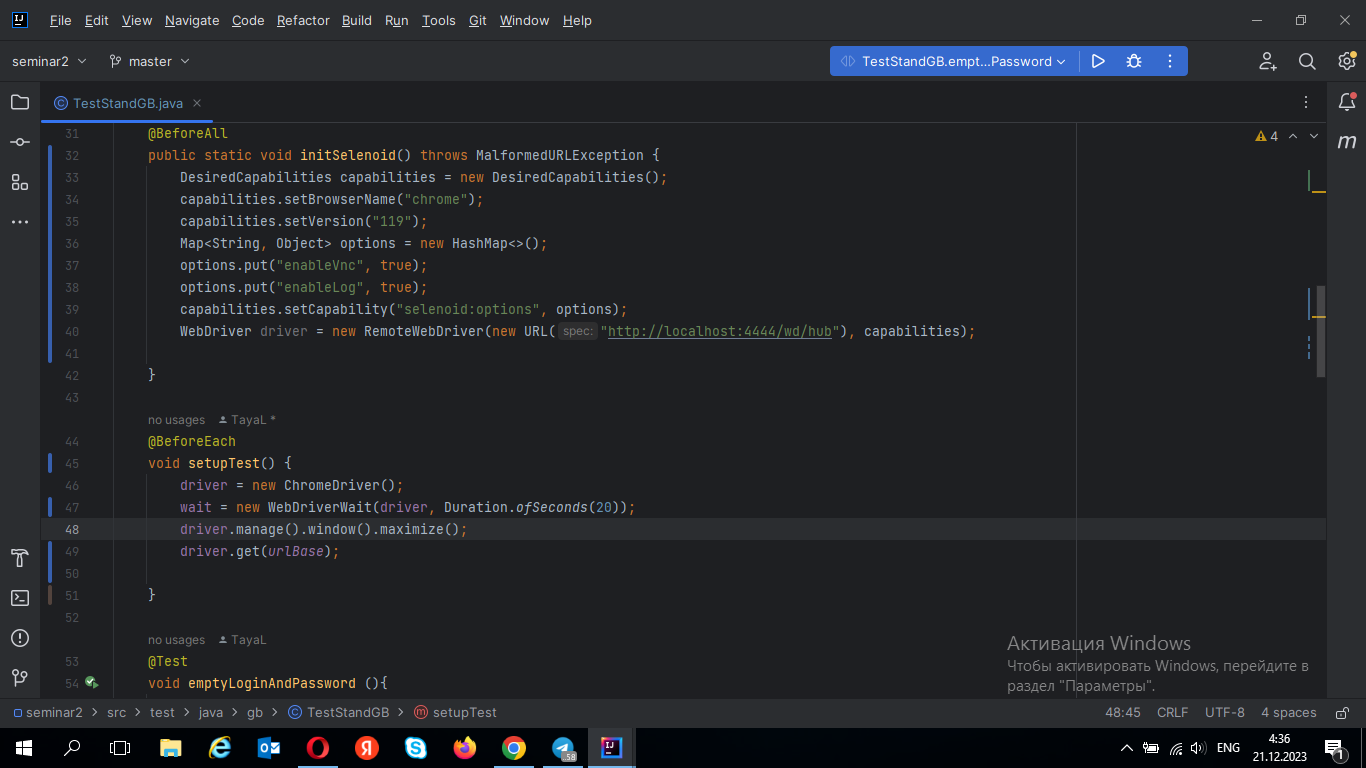 File Edit View Navigate Code Refactor Build Run Tools Git Window Help
seminar2 master TestStandGB.empt...Password
TestStandGB.java
31 @BeforeAll
4
32 public static void initSelenoid() throws MalformedURLException {
33 DesiredCapabilities capabilities = new DesiredCapabilities();
34 capabilities.setBrowserName("chrome");
35 capabilities.setVersion("119");
36 Map<String, Object> options = new HashMap<>();
37 options.put("enableVnc", true);
38 options.put("enableLog", true);
39 capabilities.setCapability("selenoid:options", options);
40 WebDriver driver = new RemoteWebDriver(new URL( spec: "http://localhost:4444/wd/hub"), capabilities);
41
42 }
43
no usages TayaL *
44 @BeforeEach
45 void setupTest() {
46 driver = new ChromeDriver();
47 wait = new WebDriverWait(driver, Duration.ofSeconds(20));
48 driver.manage().window().maximize();
49 driver.get(urlBase);
50
51 }
52
no usages TayaL
53 @Test
54 void emptyLoginAndPassword (){
Активация Windows
Чтобы активировать Windows, перейдите в
раздел "Параметры".
seminar2 > src > test > java > gb > TestStandGB > setupTest 48:45 CRLF UTF-8 4 spaces
58 ENG 4:36
21.12.2023 1